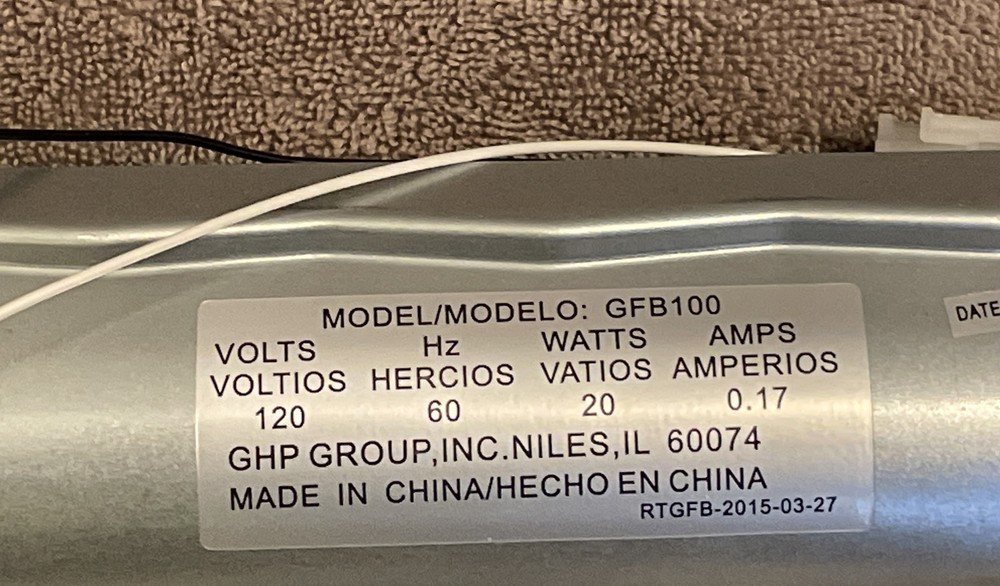 MODEL/MODELO: GFB100
VOLTS Hz WATTS AMPS
VOLTIOS HERCIOS VATIOS AMPERIOS
120 60 20 0.17
GHP GROUP,INC.NILES,IL 60074
MADE IN CHINA/HECHO EN CHINA
RTGFB-2015-03-27
DATE